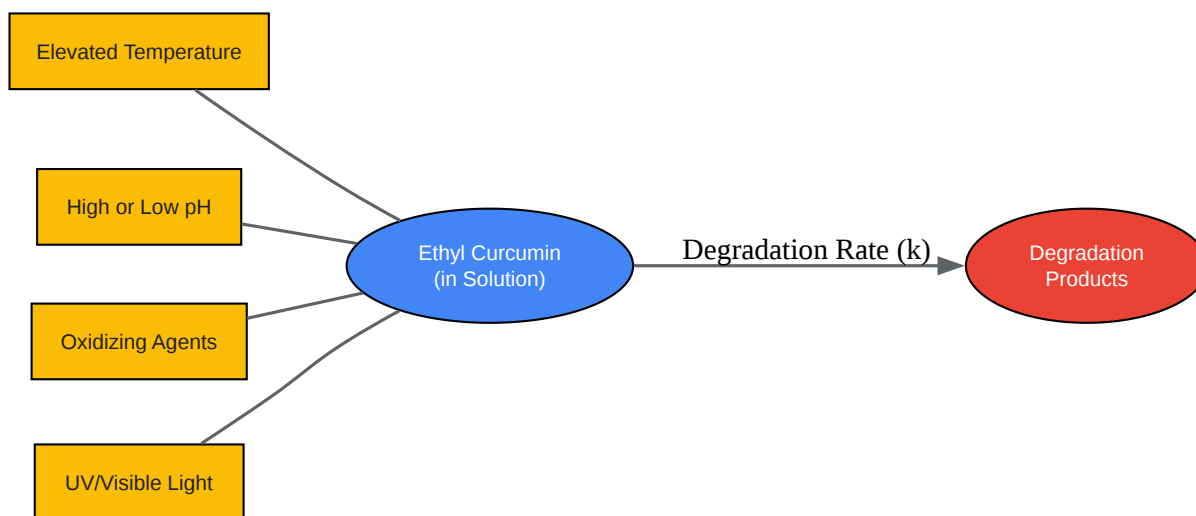 Elevated Temperature
High or Low pH
Oxidizing Agents
UV/Visible Light
Ethyl Curcumin
(in Solution)
Degradation Rate (k)
Degradation
Products